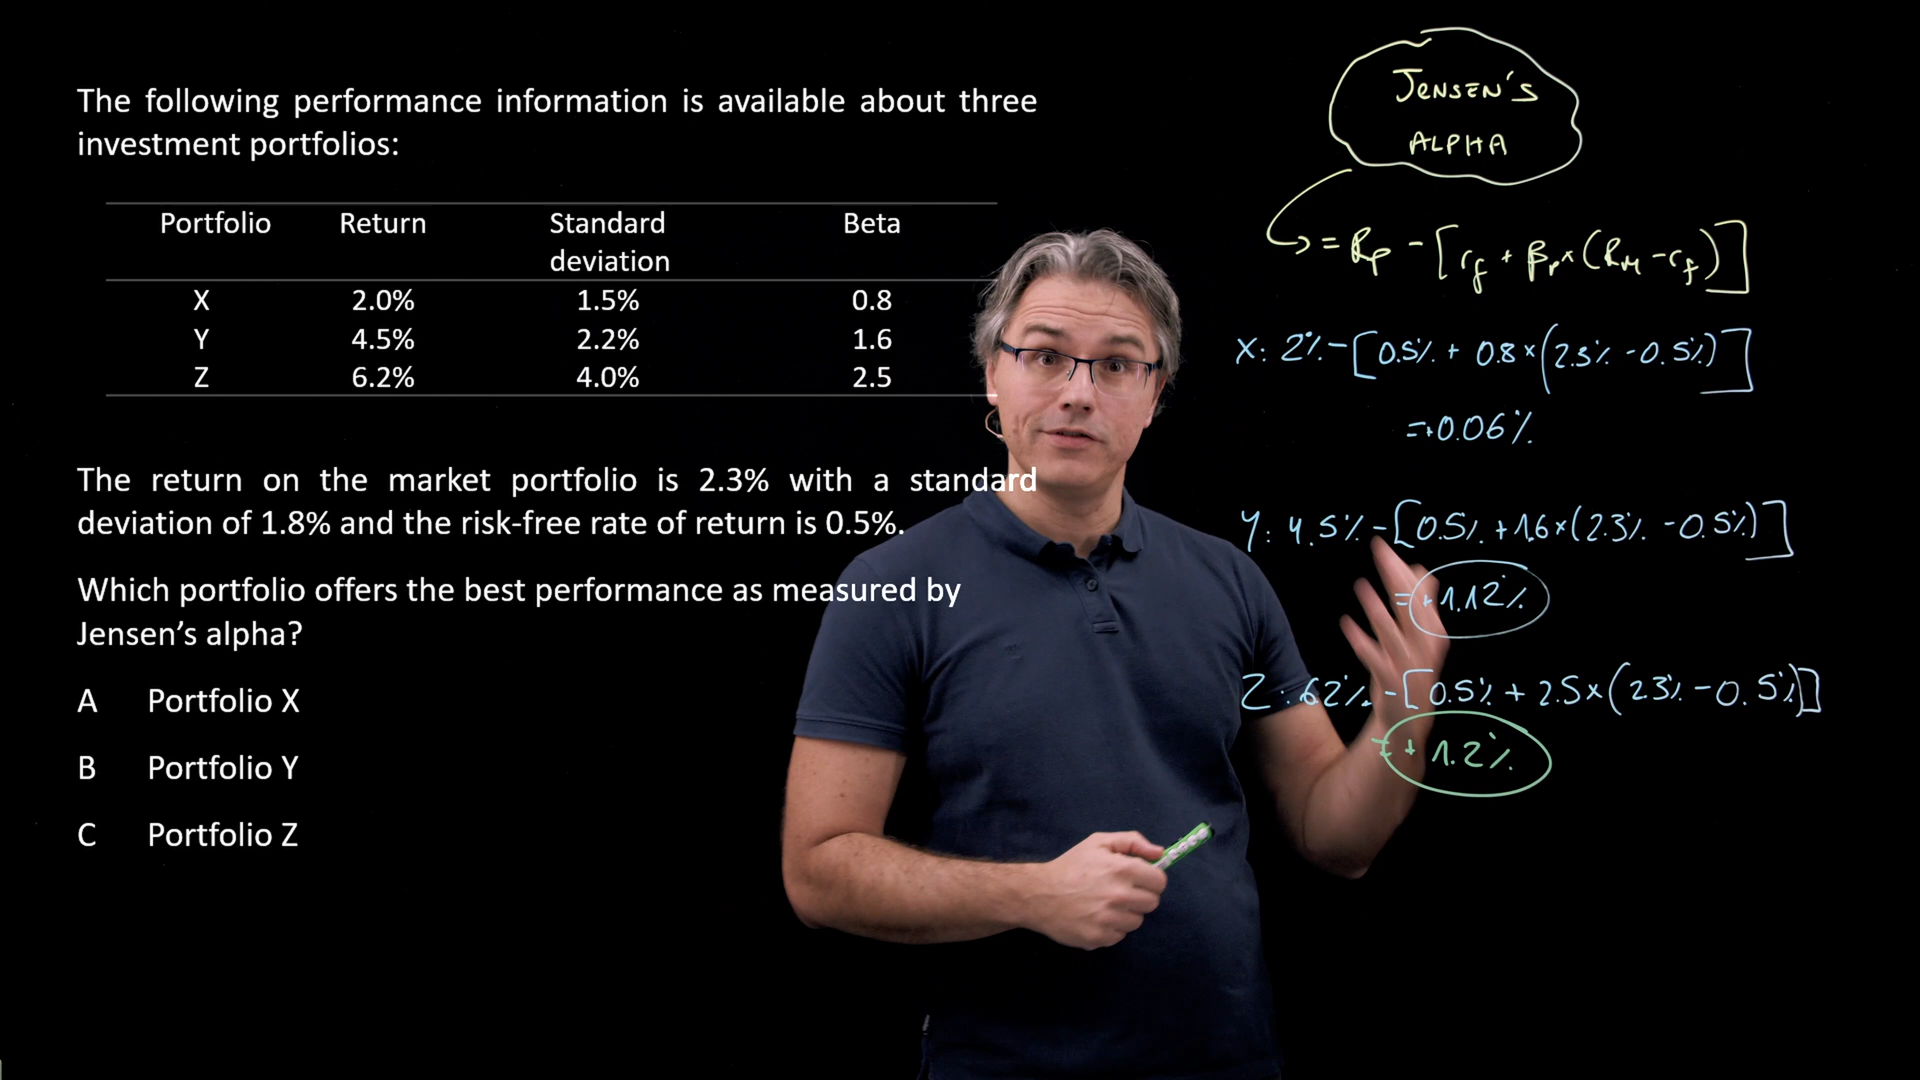 The following performance information is available about three
investment portfolios:
Portfolio Return Standard deviation Beta
X 2.0% 1.5% 0.8
Y 4.5% 2.2% 1.6
Z 6.2% 4.0% 2.5
The return on the market portfolio is 2.3% with a standard
deviation of 1.8% and the risk-free rate of return is 0.5%.
Which portfolio offers the best performance as measured by
Jensen's alpha?
A Portfolio X
B Portfolio Y
C Portfolio Z
JENSEN'S
ALPHA
= Rp - [rf + βp × (RM - rf)]
X: 2% - [0.5% + 0.8 × (2.3% - 0.5%)]
= +0.06%
Y: 4.5% - [0.5% + 1.6 × (2.3% - 0.5%)]
= +1.12%
Z: 6.2% - [0.5% + 2.5 × (2.3% - 0.5%)]
= +1.2%